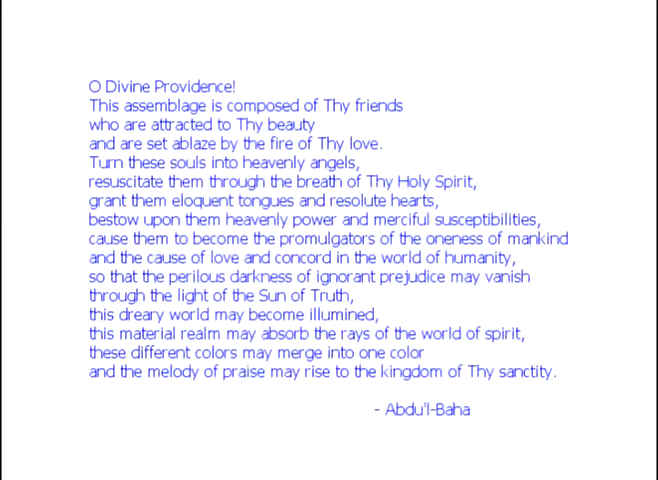 O Divine Providence!
This assemblage is composed of Thy friends
who are attracted to Thy beauty
and are set ablaze by the fire of Thy love.
Turn these souls into heavenly angels,
resuscitate them through the breath of Thy Holy Spirit,
grant them eloquent tongues and resolute hearts,
bestow upon them heavenly power and merciful susceptibilities,
cause them to become the promulgators of the oneness of mankind
and the cause of love and concord in the world of humanity,
so that the perilous darkness of ignorant prejudice may vanish
through the light of the Sun of Truth,
this dreary world may become illumined,
this material realm may absorb the rays of the world of spirit,
these different colors may merge into one color
and the melody of praise may rise to the kingdom of Thy sanctity.
- Abdu'l-Baha